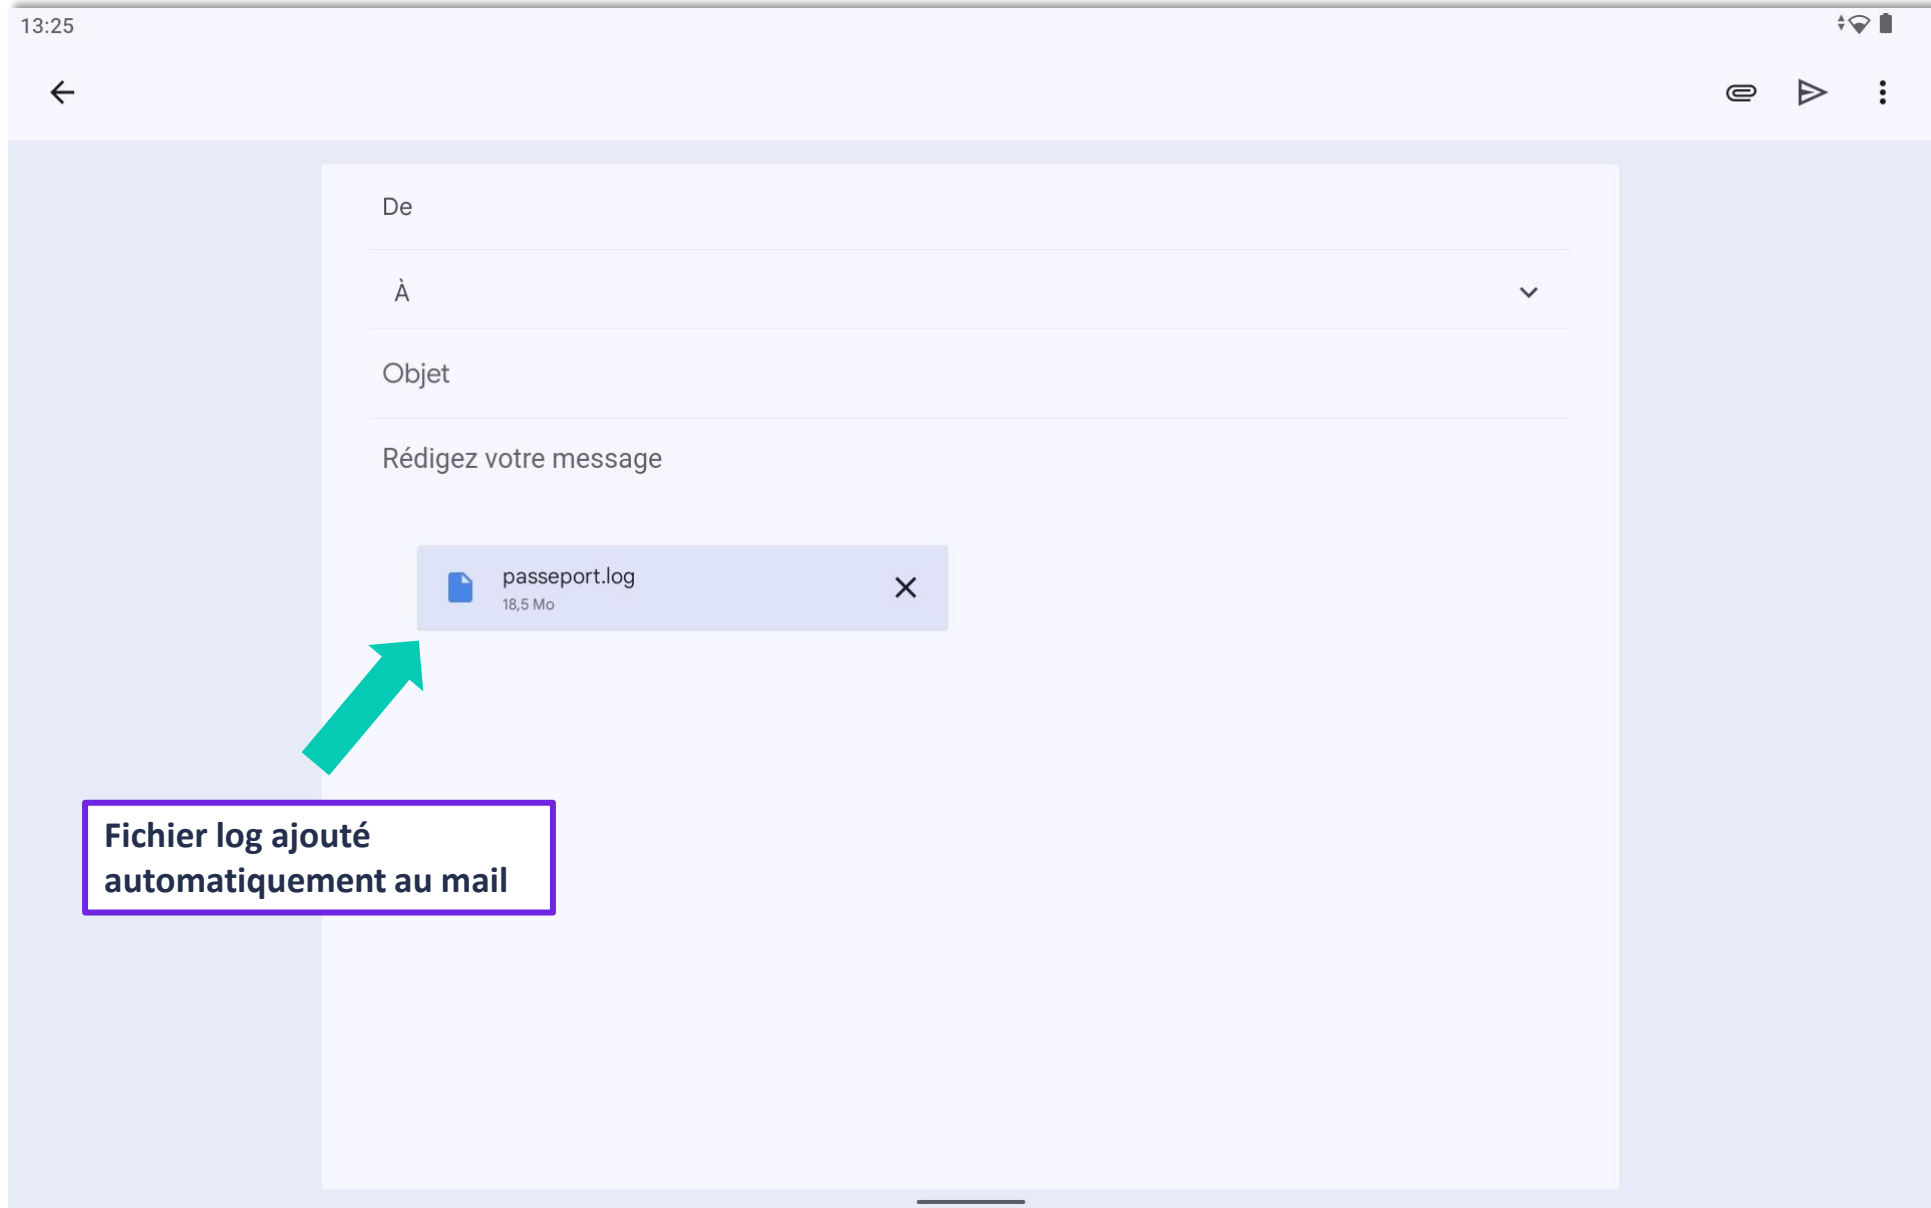 13:25
De
À
Objet
Rédigez votre message
passeport.log
18,5 Mo
Fichier log ajouté
automatiquement au mail